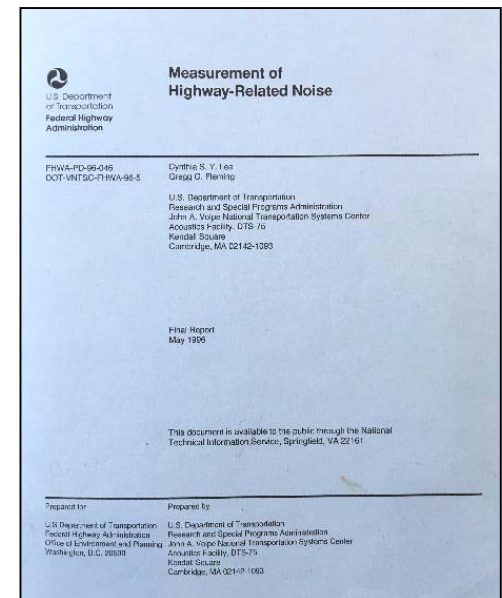 U.S. Department
of Transportation
Federal Highway
Administration
Measurement of
Highway-Related Noise
FHWA-PD-96-046
DOT-VNTSC-FHWA-96-5
Cynthia S. Y. Lee
Gregg G. Fleming
U.S. Department of Transportation
Research and Special Programs Administration
John A. Volpe National Transportation Systems Center
Acoustics Facility, DTS-75
Kendall Square
Cambridge, MA 02142-1093
Final Report
May 1996
This document is available to the public through the National
Technical Information Service, Springfield, VA 22161
Prepared for
U.S Department of Transportation
Federal Highway Administration
Office of Environment and Planning
Washington, D.C. 20590
Prepared by
U.S. Department of Transportation
Research and Special Programs Administration
John A. Volpe National Transportation Systems Center
Acoustics Facility, DTS-75
Kendall Square
Cambridge, MA 02142-1093